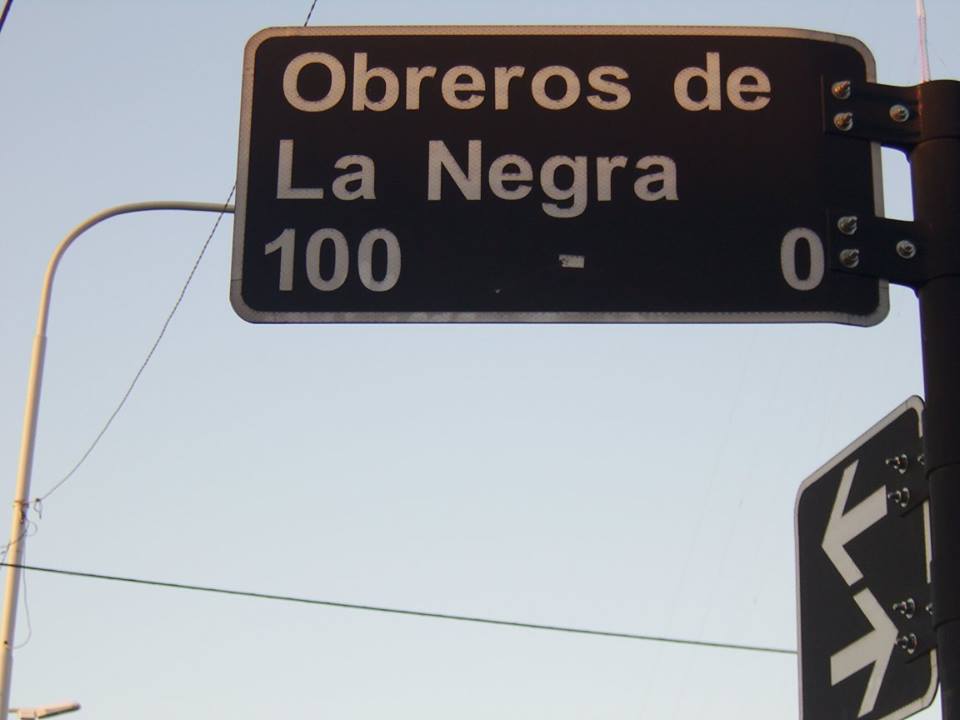 Obreros de
La Negra
100 - 0